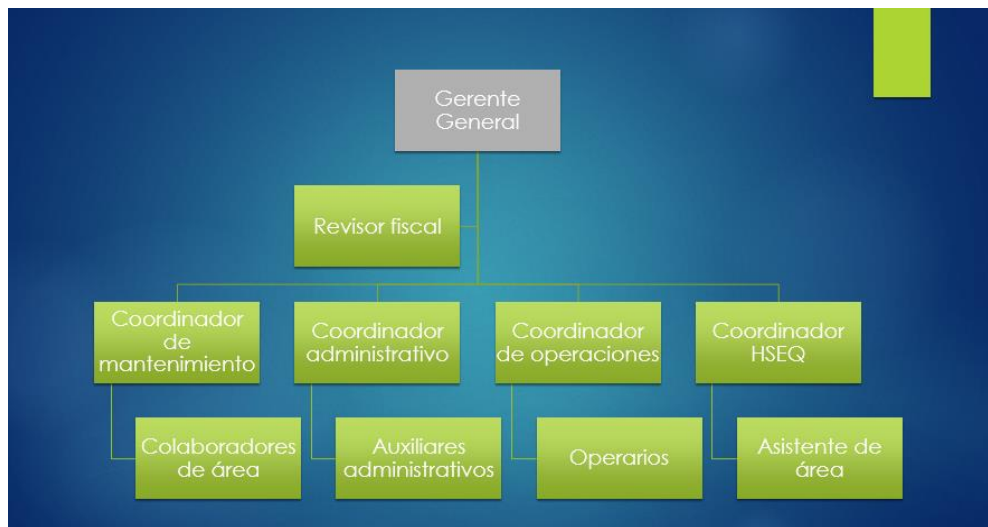 Gerente
General
Revisor fiscal
Coordinador
de
mantenimiento
Coordinador
administrativo
Coordinador
de operaciones
Coordinador
HSEQ
Colaboradores
de área
Auxiliares
administrativos
Operarios
Asistente de
área